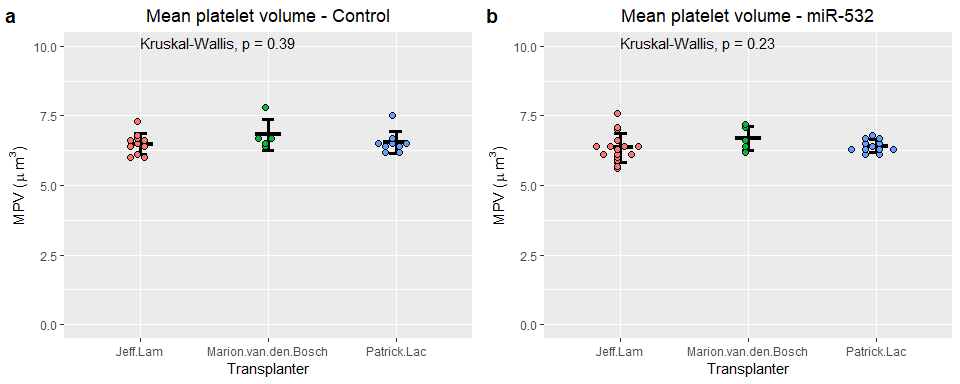 a
Mean platelet volume - Control
Kruskal-Wallis, p = 0.39
10.0
7.5
5.0
2.5
0.0
MPV (μm³)
Jeff.Lam
Marion.van.den.Bosch
Patrick.Lac
Transplanter
b
Mean platelet volume - miR-532
Kruskal-Wallis, p = 0.23
10.0
7.5
5.0
2.5
0.0
MPV (μm³)
Jeff.Lam
Marion.van.den.Bosch
Patrick.Lac
Transplanter